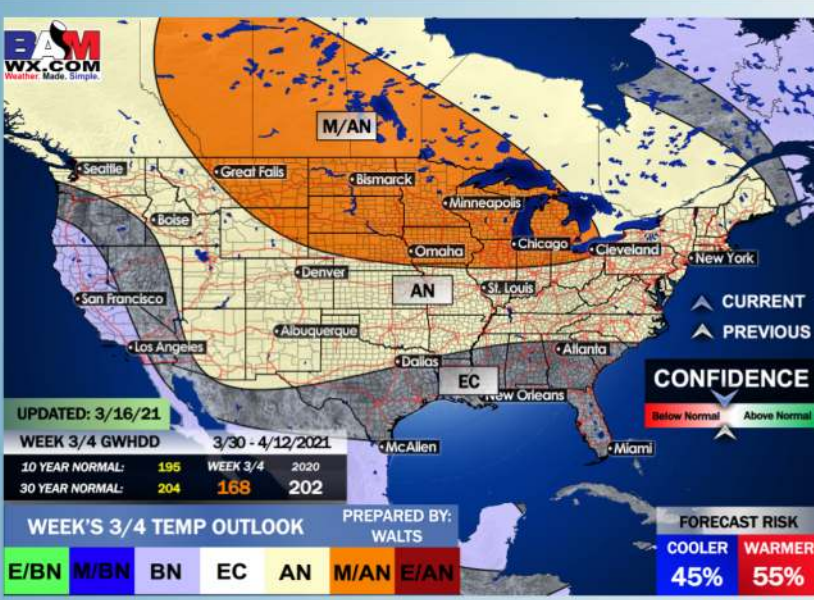 BAM
WX.COM
Weather. Made. Simple.
M/AN
Seattle
Great Falls
Bismarck
Minneapolis
Boise
Omaha
Chicago
Cleveland
New York
Denver
AN
St. Louis
San Francisco
CURRENT
PREVIOUS
Los Angeles
Albuquerque
Dallas
Atlanta
EC
New Orleans
CONFIDENCE
Below Normal
Above Normal
UPDATED: 3/16/21
WEEK 3/4 GWHDD 3/30 - 4/12/2021
10 YEAR NORMAL: 195 WEEK 3/4 2020
30 YEAR NORMAL: 204 168 202
McAllen
Miami
WEEK'S 3/4 TEMP OUTLOOK
PREPARED BY:
WALTS
FORECAST RISK
COOLER WARMER
45% 55%
E/BN M/BN BN EC AN M/AN E/AN